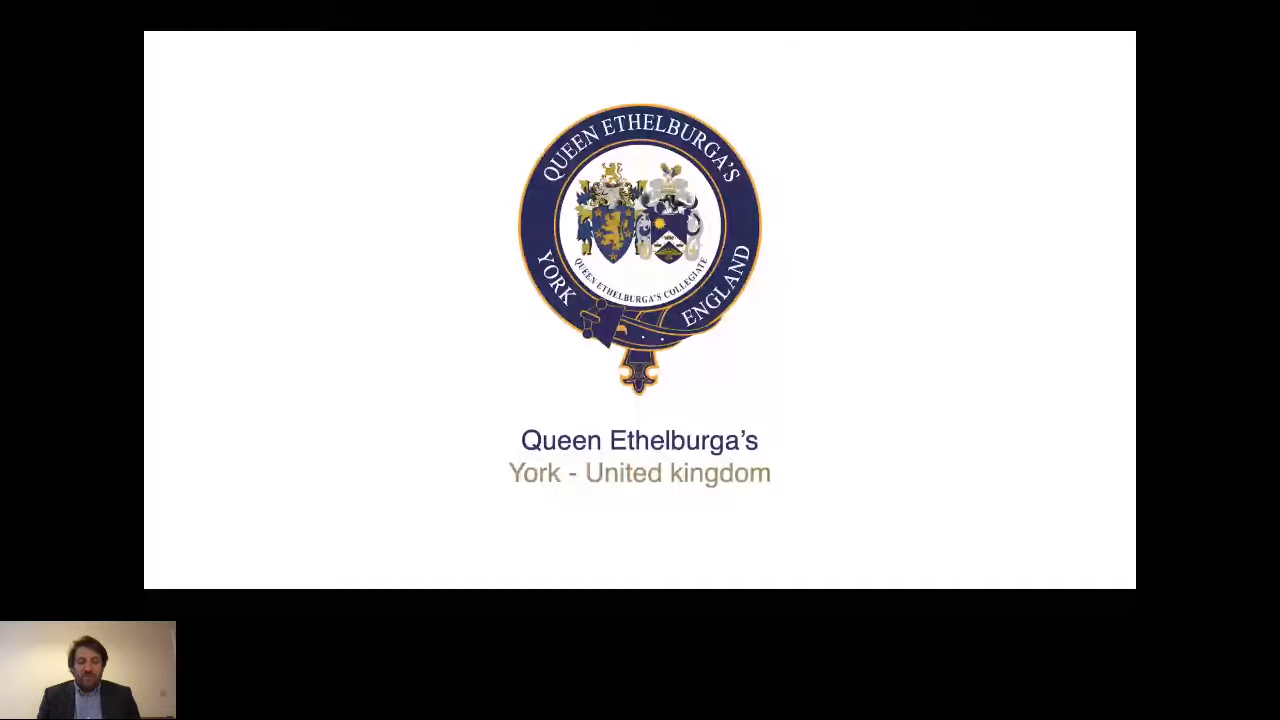 QUEEN ETHELBURGA'S
YORK
ENGLAND
QUEEN ETHELBURGA'S COLLEGIATE
Queen Ethelburga’s
York - United kingdom